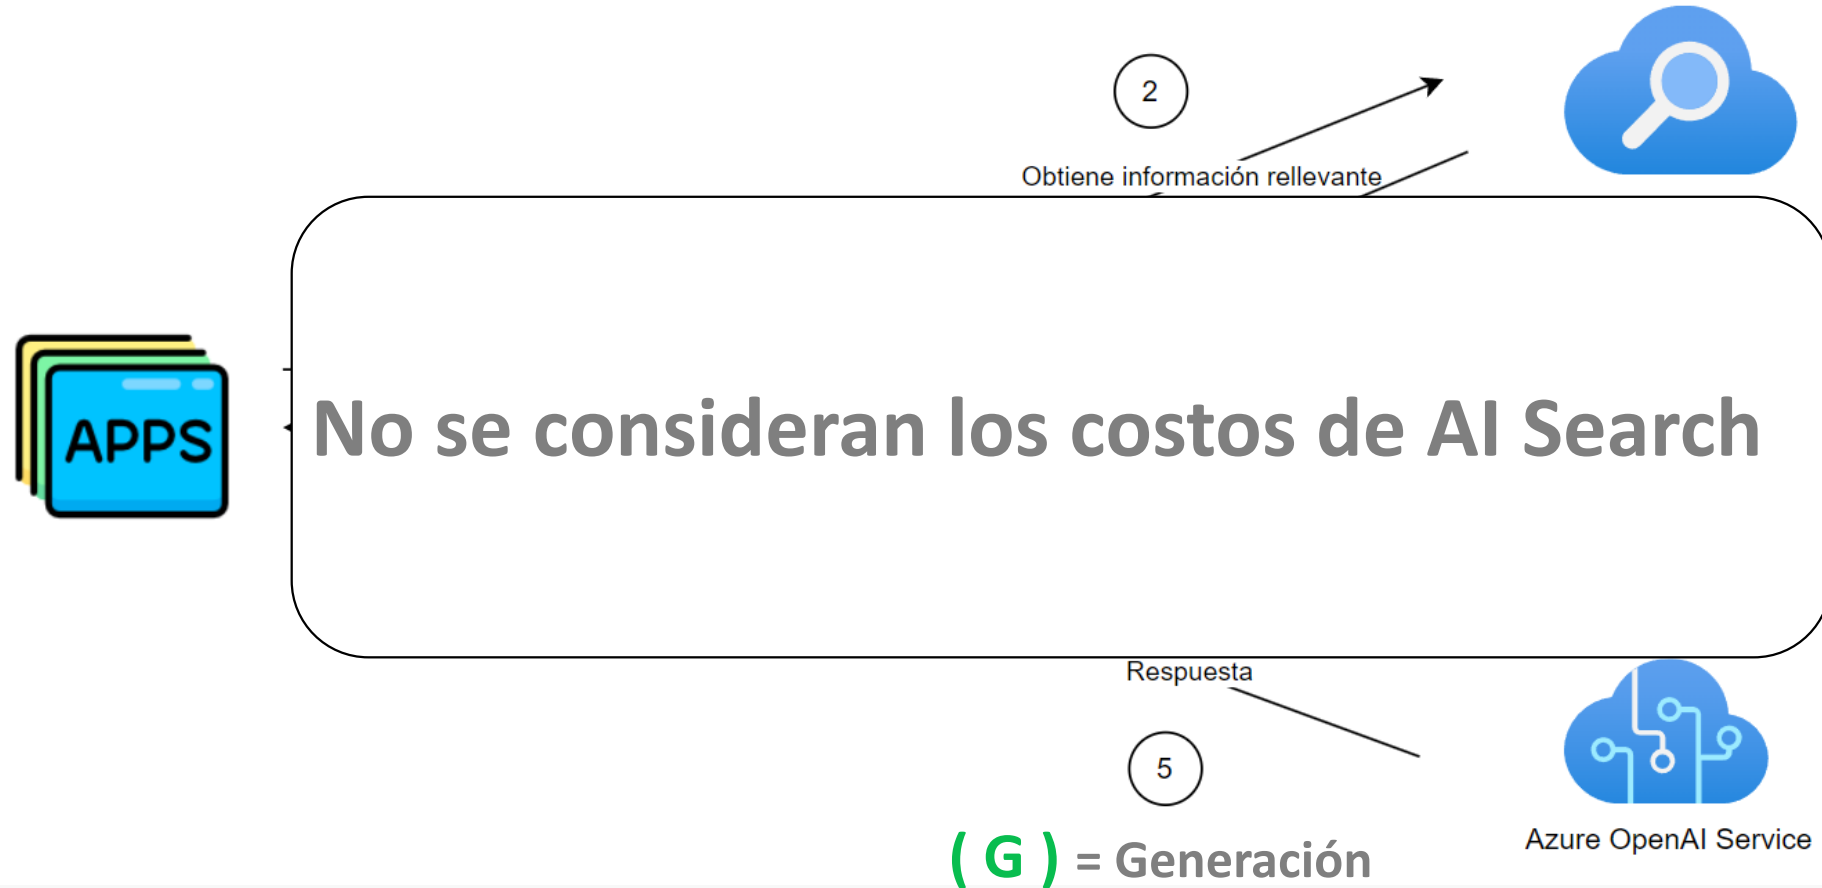 2
Obtiene información rellevante
APPS
No se consideran los costos de AI Search
Respuesta
5
Azure OpenAI Service
( G ) = Generación